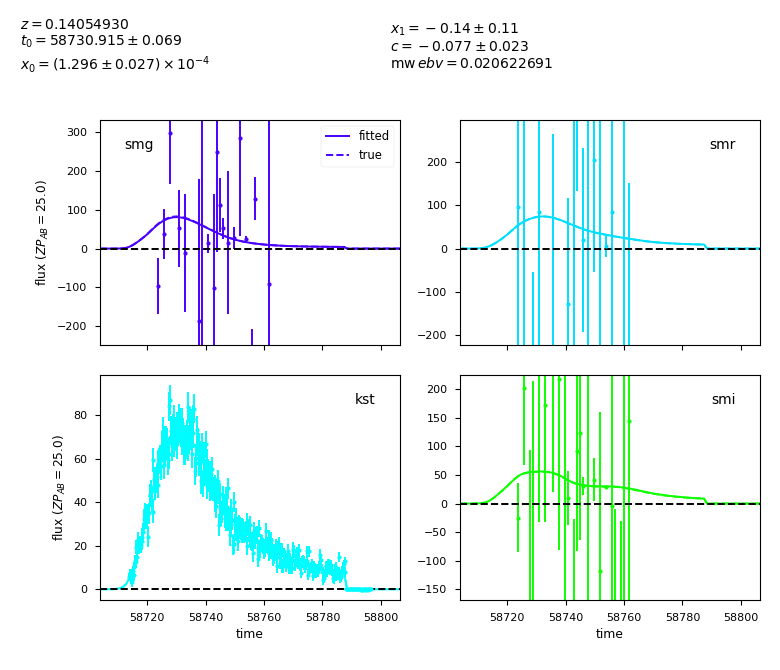 z = 0.14054930
t₀ = 58730.915 ± 0.069
x₀ = (1.296 ± 0.027) × 10⁻⁴
x₁ = −0.14 ± 0.11
c = −0.077 ± 0.023
mw ebv = 0.020622691
smg
fitted
true
300
200
100
0
−100
−200
flux (ZP_AB = 25.0)
smr
200
100
0
−100
−200
kst
80
60
40
20
0
flux (ZP_AB = 25.0)
58720 58740 58760 58780 58800
time
smi
200
150
100
50
0
−50
−100
−150
58720 58740 58760 58780 58800
time